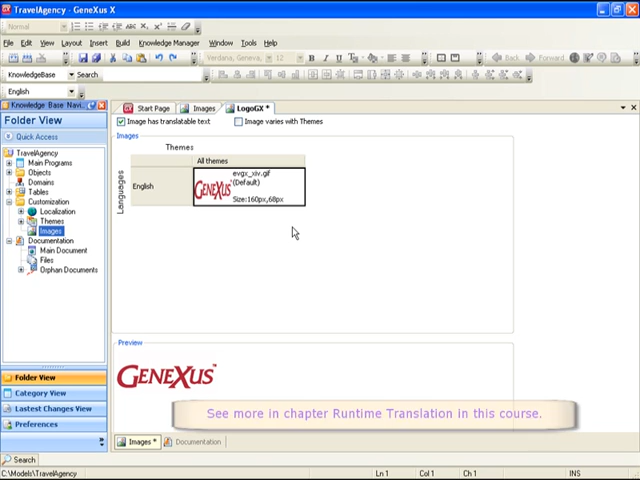 TravelAgency - GeneXus X
Normal
File Edit View Layout Insert Build Knowledge Manager Window Tools Help
Verdana, Geneva, 12 B I U Back Forward
KnowledgeBase Search
English
Knowledge Base Navi...
Start Page Images LogoGX *
Folder View
Image has translatable text Image varies with Themes
Quick Access
Images
Themes
TravelAgency
Main Programs
Objects
Domains
Tables
Customization
Localization
Themes
Images
Documentation
Main Document
Files
Orphan Documents
All themes
Languages
English
GENEXUS
evgx_xiv.gif
(Default)
Size:160px,68px
Preview
GENEXUS™
See more in chapter Runtime Translation in this course.
Folder View
Category View
Lastest Changes View
Preferences
Images * Documentation
Search
C:\Models\TravelAgency Ln 1 Col 1 Ch 1 INS